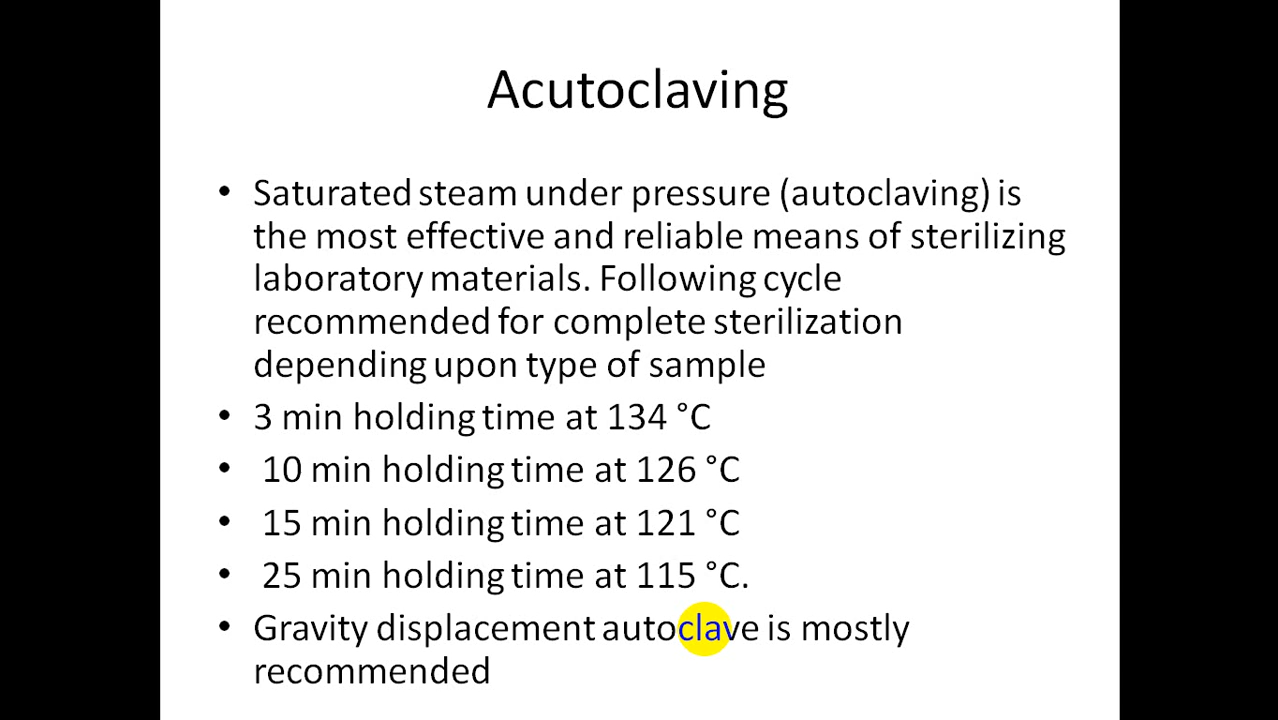 Acutoclaving
• Saturated steam under pressure (autoclaving) is
the most effective and reliable means of sterilizing
laboratory materials. Following cycle
recommended for complete sterilization
depending upon type of sample
• 3 min holding time at 134 °C
• 10 min holding time at 126 °C
• 15 min holding time at 121 °C
• 25 min holding time at 115 °C.
• Gravity displacement autoclave is mostly
recommended